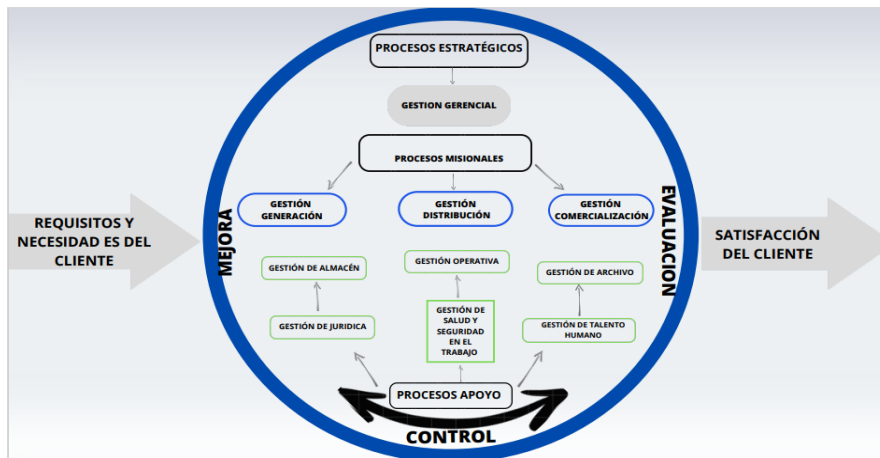 PROCESOS ESTRATÉGICOS
GESTION GERENCIAL
PROCESOS MISIONALES
GESTIÓN
GENERACIÓN
GESTIÓN
DISTRIBUCIÓN
GESTIÓN
COMERCIALIZACIÓN
MEJORA
EVALUACION
REQUISITOS Y
NECESIDAD ES DEL
CLIENTE
SATISFACCIÓN
DEL CLIENTE
GESTIÓN DE ALMACÉN
GESTIÓN OPERATIVA
GESTIÓN DE ARCHIVO
GESTIÓN DE JURIDICA
GESTIÓN DE
SALUD Y
SEGURIDAD
EN EL
TRABAJO
GESTIÓN DE TALENTO
HUMANO
PROCESOS APOYO
CONTROL